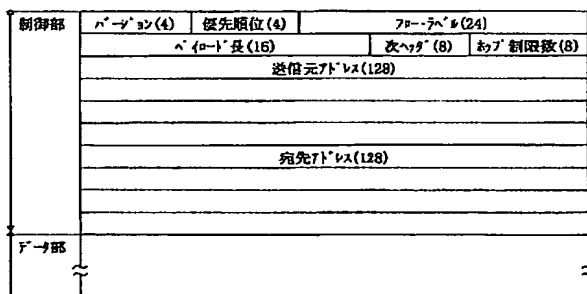 制御部 バージョン(4) 優先順位(4) フロー・ラベル(24)
ペイロード長(16) 次ヘッダ(8) ホップ制限数(8)
送信元アドレス(128)
宛先アドレス(128)
データ部